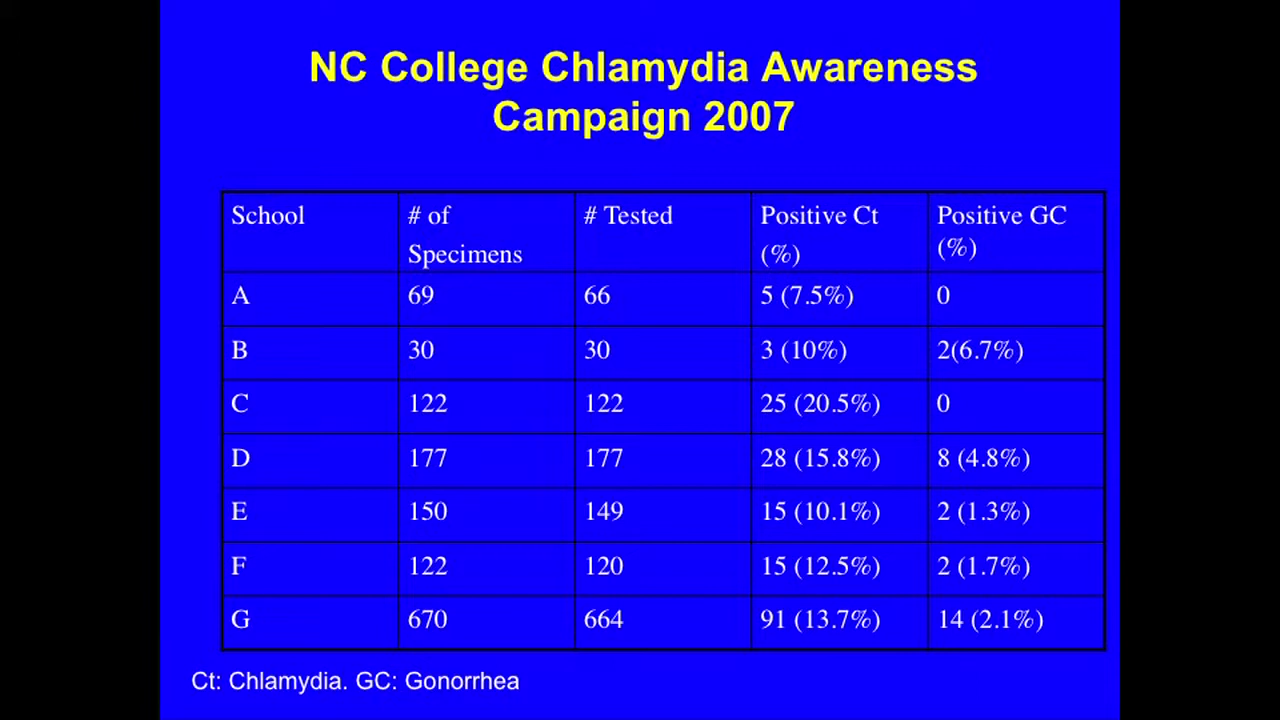 NC College Chlamydia Awareness
Campaign 2007
School # of Specimens # Tested Positive Ct (%) Positive GC (%)
A 69 66 5 (7.5%) 0
B 30 30 3 (10%) 2(6.7%)
C 122 122 25 (20.5%) 0
D 177 177 28 (15.8%) 8 (4.8%)
E 150 149 15 (10.1%) 2 (1.3%)
F 122 120 15 (12.5%) 2 (1.7%)
G 670 664 91 (13.7%) 14 (2.1%)
Ct: Chlamydia. GC: Gonorrhea